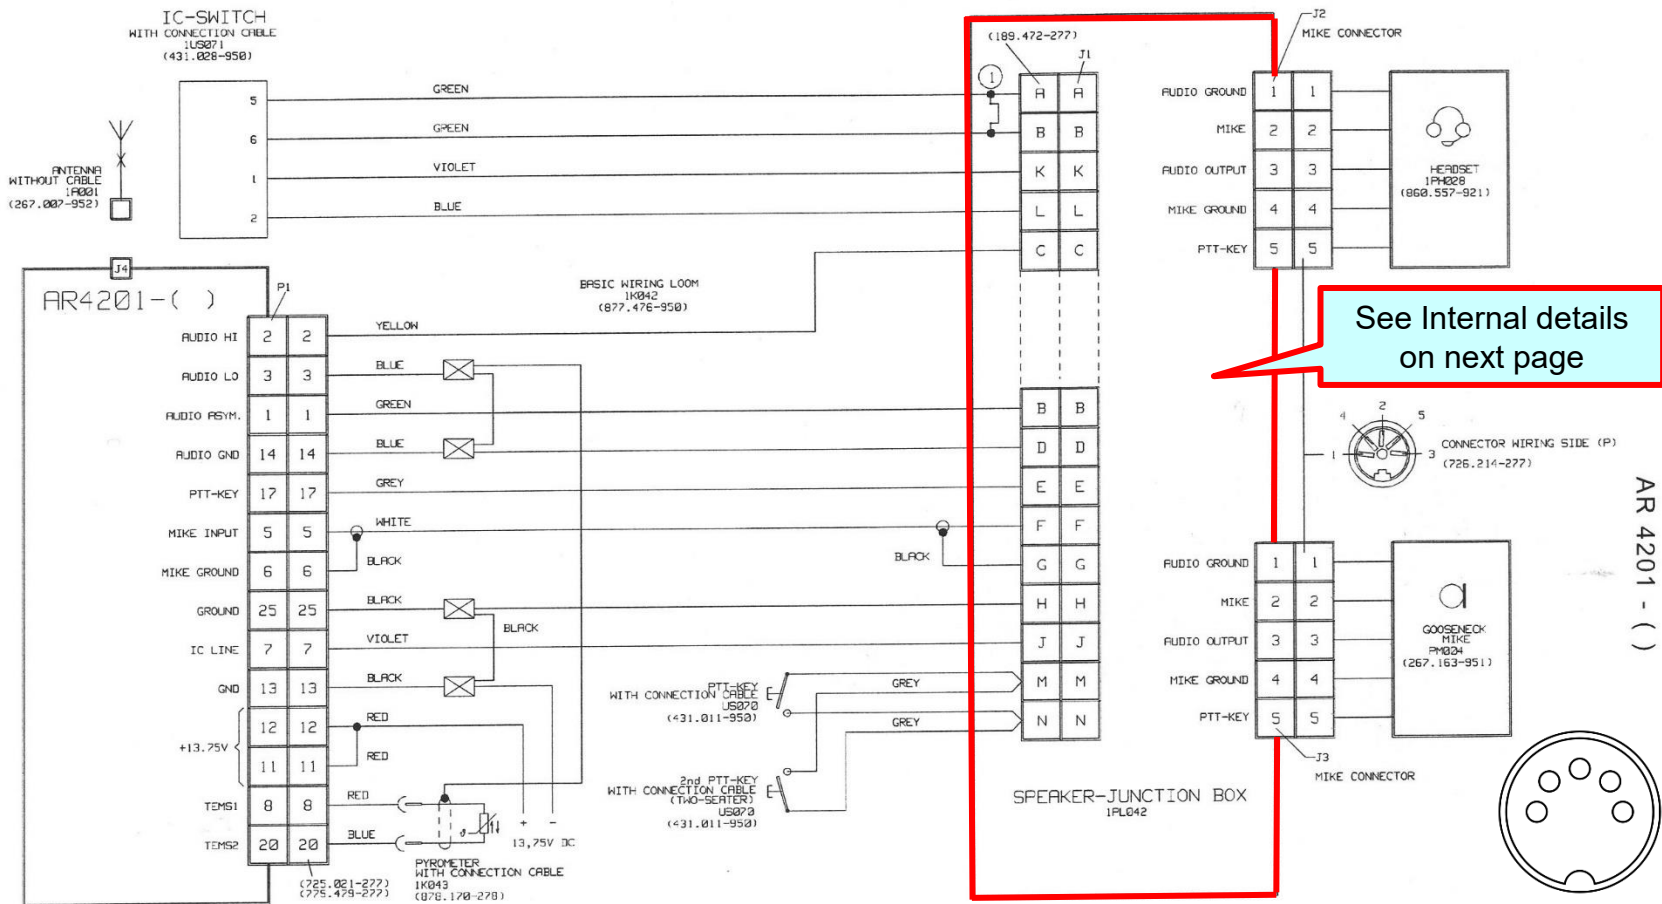 IC-SWITCH
WITH CONNECTION CABLE
1US071
(431.028-950)
5
6
1
2
GREEN
GREEN
VIOLET
BLUE
ANTENNA
WITHOUT CABLE
1A001
(267.007-952)
J4
AR4201-( )
P1
BASIC WIRING LOOM
1K042
(877.476-950)
AUDIO HI 2 2 YELLOW
AUDIO LO 3 3 BLUE
AUDIO ASYM. 1 1 GREEN
AUDIO GND 14 14 BLUE
PTT-KEY 17 17 GREY
MIKE INPUT 5 5 WHITE
MIKE GROUND 6 6 BLACK
GROUND 25 25 BLACK
BLACK
IC LINE 7 7 VIOLET
GND 13 13 BLACK
12 12 RED
+13.75V
11 11 RED
TEMS1 8 8 RED
TEMS2 20 20 BLUE
(725.021-277)
(775.479-277)
PYROMETER
WITH CONNECTION CABLE
1K043
(878.170-278)
+ -
13,75V DC
PTT-KEY
WITH CONNECTION CABLE
US070
(431.011-950)
GREY
GREY
2nd PTT-KEY
WITH CONNECTION CABLE
(TWO-SEATER)
US070
(431.011-950)
BLACK
(189.472-277)
J1
1
A A
B B
K K
L L
C C
B B
D D
E E
F F
G G
H H
J J
M M
N N
SPEAKER-JUNCTION BOX
1PL042
J2
MIKE CONNECTOR
AUDIO GROUND 1 1
MIKE 2 2
AUDIO OUTPUT 3 3
MIKE GROUND 4 4
PTT-KEY 5 5
HEADSET
1PH028
(860.557-921)
See Internal details
on next page
4 2 5
1 3
CONNECTOR WIRING SIDE (P)
(726.214-277)
AUDIO GROUND 1 1
MIKE 2 2
AUDIO OUTPUT 3 3
MIKE GROUND 4 4
PTT-KEY 5 5
GOOSENECK
MIKE
PM004
(267.163-951)
J3
MIKE CONNECTOR
AR 4201 - ( )